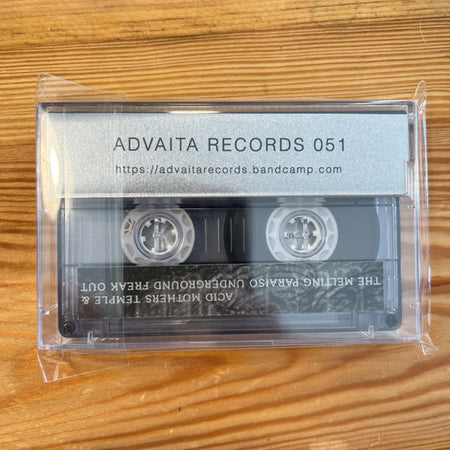 ADVAITA RECORDS 051
https://advaitarecords.bandcamp.com
ACID MOTHERS TEMPLE &
THE MELTING PARAISO UNDERGROUND FREAK OUT